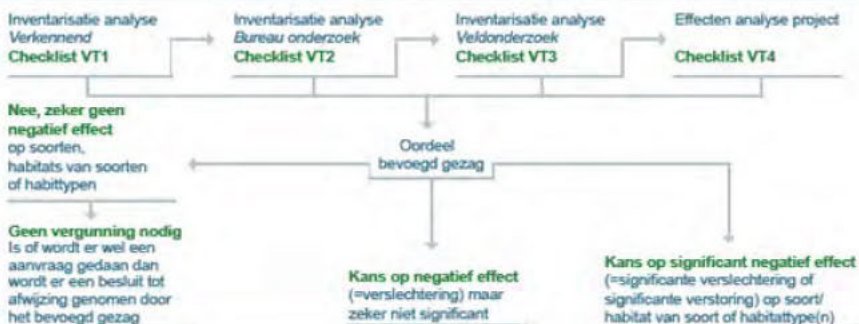 Inventarisatie analyse
Verkennend
Checklist VT1
Inventarisatie analyse
Bureau onderzoek
Checklist VT2
Inventarisatie analyse
Veldonderzoek
Checklist VT3
Effecten analyse project
Checklist VT4
Nee, zeker geen
negatief effect
op soorten,
habitats van soorten
of habittypen
Oordeel
bevoegd gezag
Geen vergunning nodig
Is of wordt er wel een
aanvraag gedaan dan
wordt er een besluit tot
afwijzing genomen door
het bevoegd gezag
Kans op negatief effect
(=verslechtering) maar
zeker niet significant
Kans op significant negatief effect
(=significante verslechtering of
significante verstoring) op soort/
habitat van soort of habitattype(n)